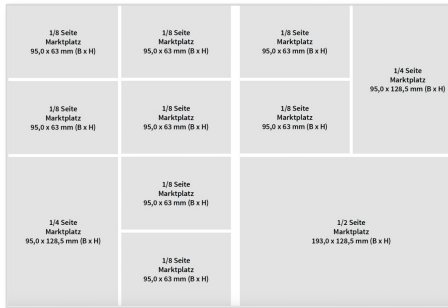 1/8 Seite
Marktplatz
95,0 x 63 mm (B x H)
1/8 Seite
Marktplatz
95,0 x 63 mm (B x H)
1/8 Seite
Marktplatz
95,0 x 63 mm (B x H)
1/4 Seite
Marktplatz
95,0 x 128,5 mm (B x H)
1/8 Seite
Marktplatz
95,0 x 63 mm (B x H)
1/8 Seite
Marktplatz
95,0 x 63 mm (B x H)
1/8 Seite
Marktplatz
95,0 x 63 mm (B x H)
1/4 Seite
Marktplatz
95,0 x 128,5 mm (B x H)
1/8 Seite
Marktplatz
95,0 x 63 mm (B x H)
1/8 Seite
Marktplatz
95,0 x 63 mm (B x H)
1/2 Seite
Marktplatz
193,0 x 128,5 mm (B x H)